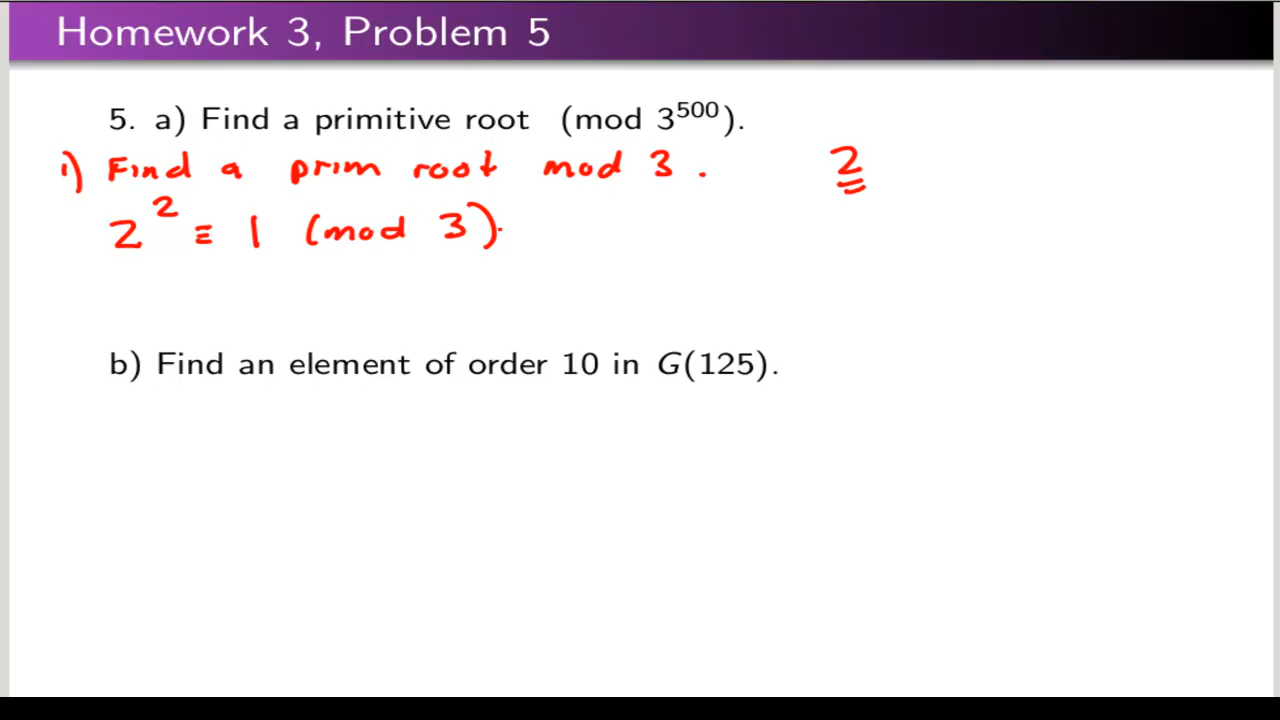 Homework 3, Problem 5
5. a) Find a primitive root (mod 3^500).
i) Find a prim root mod 3. 2
2^2 ≡ 1 (mod 3).
b) Find an element of order 10 in G(125).